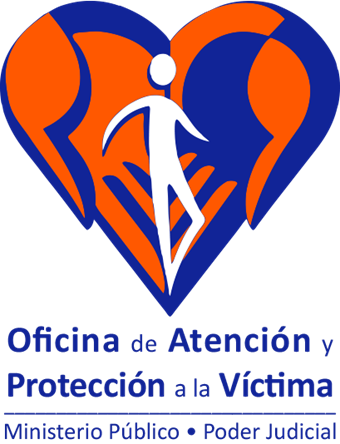 Oficina de Atención y
Protección a la Víctima
Ministerio Público • Poder Judicial